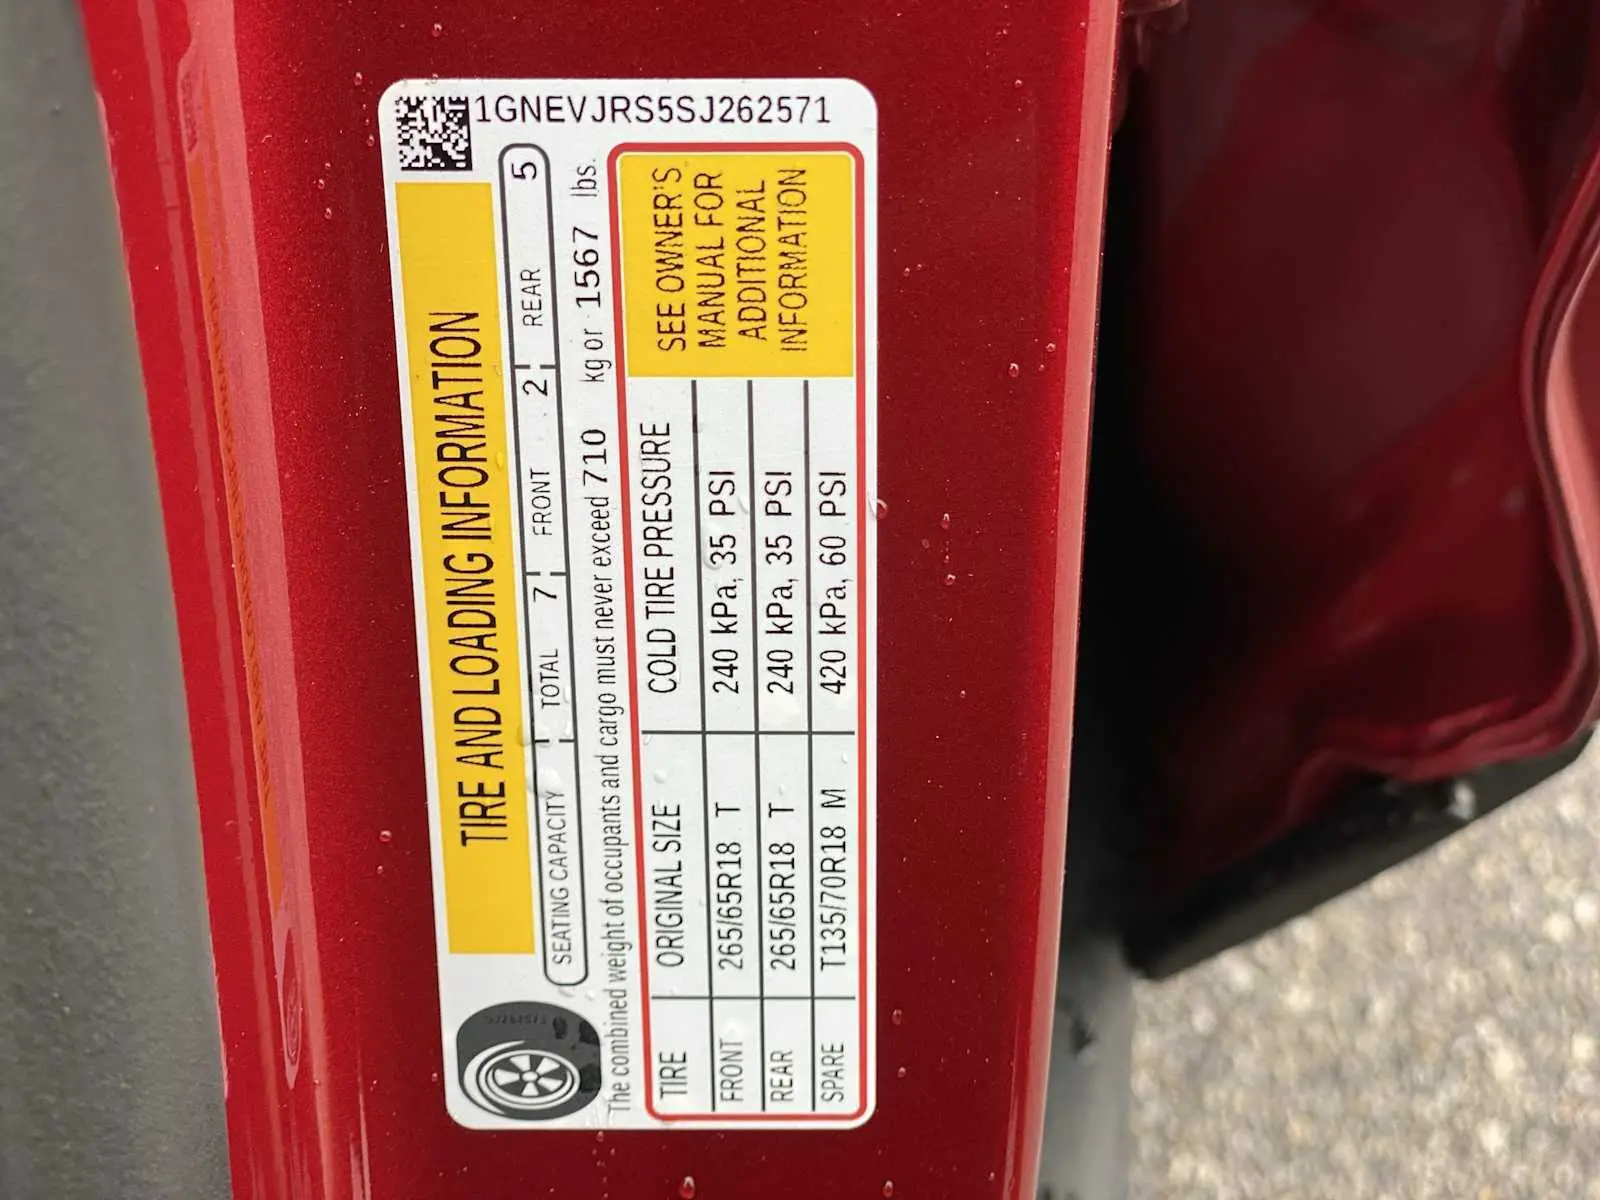 1GNEVJRS5SJ262571
TIRE AND LOADING INFORMATION
SEATING CAPACITY TOTAL 7 FRONT 2 REAR 5
The combined weight of occupants and cargo must never exceed 710 kg or 1567 lbs.
TIRE ORIGINAL SIZE COLD TIRE PRESSURE
FRONT 265/65R18 T 240 kPa, 35 PSI
REAR 265/65R18 T 240 kPa, 35 PSI
SPARE T135/70R18 M 420 kPa, 60 PSI
SEE OWNER'S
MANUAL FOR
ADDITIONAL
INFORMATION